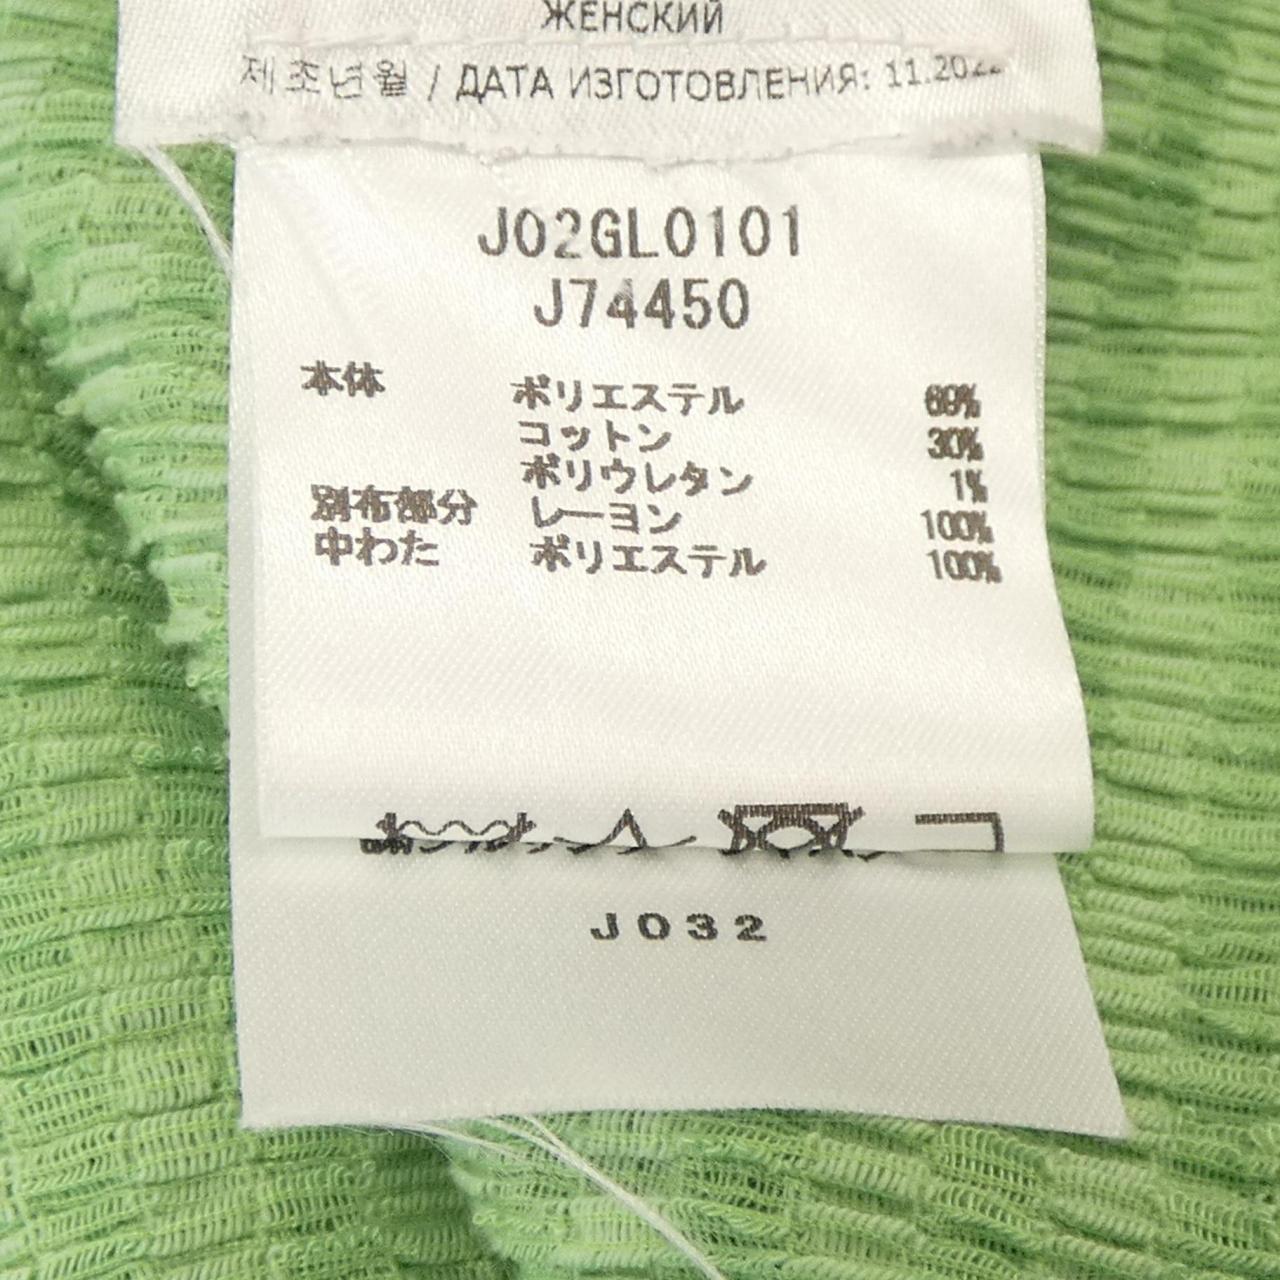 ЖЕНСКИЙ
제조년월 / ДАТА ИЗГОТОВЛЕНИЯ: 11.2022
J02GL0101
J74450
本体 ポリエステル 69%
コットン 30%
ポリウレタン 1%
別布部分 レーヨン 100%
中わた ポリエステル 100%
J032